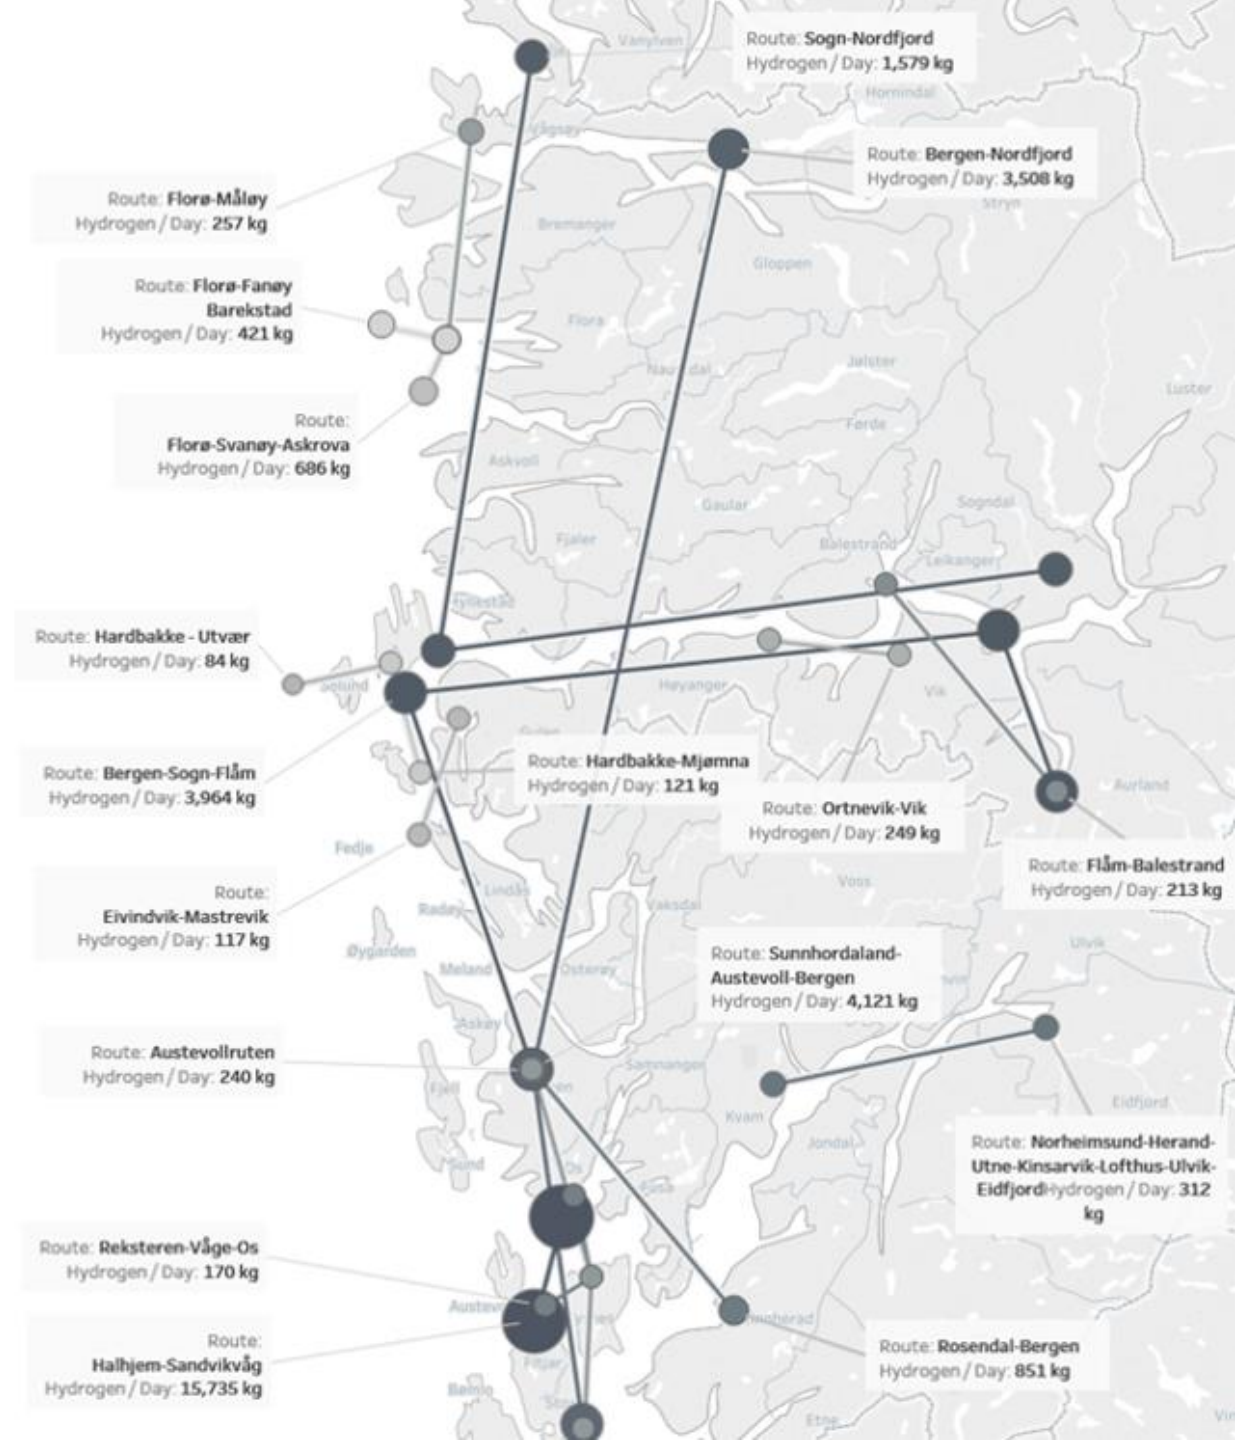 Vanylven
Route: Sogn-Nordfjord
Hydrogen / Day: 1,579 kg
Hornindal
Vågsøy
Route: Bergen-Nordfjord
Hydrogen / Day: 3,508 kg
Stryn
Route: Florø-Måløy
Hydrogen / Day: 257 kg
Bremanger
Gloppen
Route: Florø-Fanøy
Barekstad
Hydrogen / Day: 421 kg
Flora
Jølster
Luster
Route:
Florø-Svanøy-Askrova
Hydrogen / Day: 686 kg
Førde
Askvoll
Gaular
Sogndal
Fjaler
Balestrand
Leikanger
Route: Hardbakke - Utvær
Hydrogen / Day: 84 kg
Solund
Høyanger
Vik
Route: Bergen-Sogn-Flåm
Hydrogen / Day: 3,964 kg
Route: Hardbakke-Mjømna
Hydrogen / Day: 121 kg
Aurland
Route: Ortnevik-Vik
Hydrogen / Day: 249 kg
Fedje
Route: Flåm-Balestrand
Hydrogen / Day: 213 kg
Voss
Route:
Eivindvik-Mastrevik
Hydrogen / Day: 117 kg
Lindås
Radøy
Vaksdal
Øygarden
Meland
Osterøy
Ulvik
Route: Sunnhordaland-
Austevoll-Bergen
Hydrogen / Day: 4,121 kg
Askøy
Route: Austevollruten
Hydrogen / Day: 240 kg
Samnanger
Fjell
Kvam
Eidfjord
Jondal
Route: Norheimsund-Herand-
Utne-Kinsarvik-Lofthus-Ulvik-
EidfjordHydrogen / Day: 312
kg
Sund
Os
Route: Reksteren-Våge-Os
Hydrogen / Day: 170 kg
Route:
Halhjem-Sandvikvåg
Hydrogen / Day: 15,735 kg
Fitjar
Bømlo
Route: Rosendal-Bergen
Hydrogen / Day: 851 kg
Etne